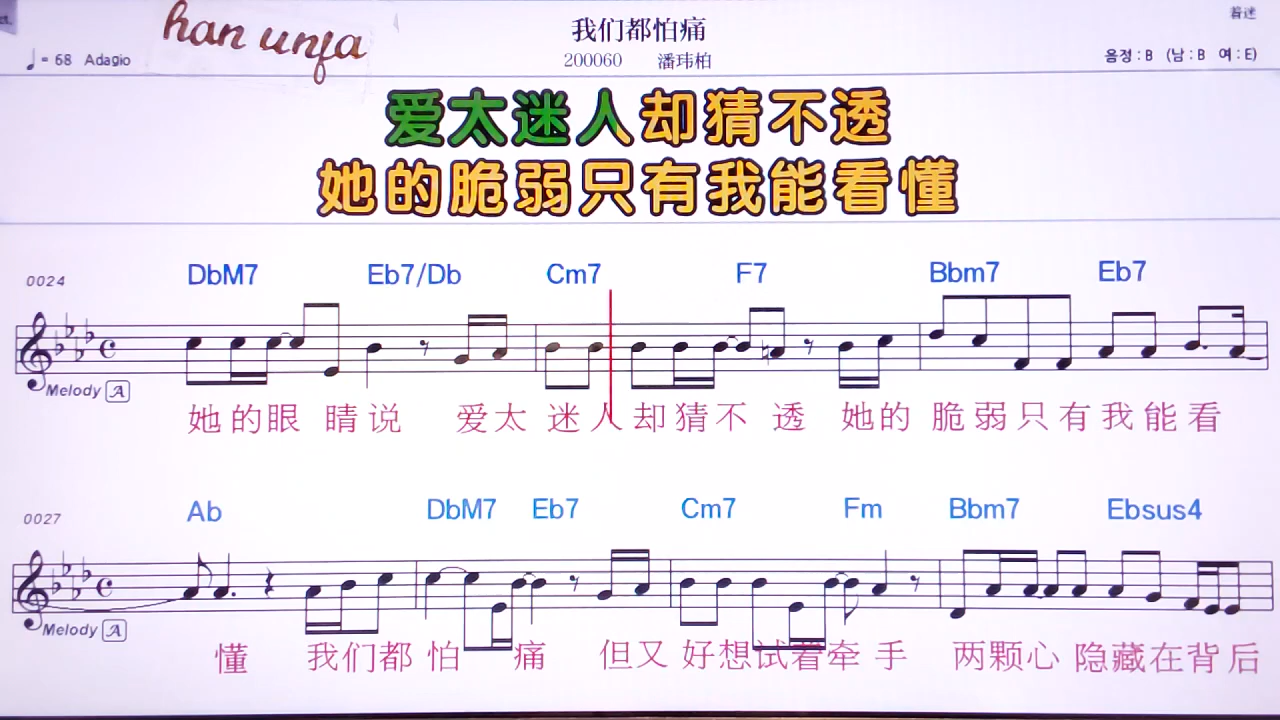 han unja
我们都怕痛
着迷
= 68 Adagio
200060 潘玮柏
음정 : B (남 : B 여 : E)
爱太迷人却猜不透
她的脆弱只有我能看懂
0024
DbM7 Eb7/Db Cm7 F7 Bbm7 Eb7
Melody A
她的眼睛说 爱太迷人却猜不透 她的脆弱只有我能看
0027
Ab DbM7 Eb7 Cm7 Fm Bbm7 Ebsus4
Melody A
懂 我们都怕痛 但又好想试着牵手 两颗心隐藏在背后